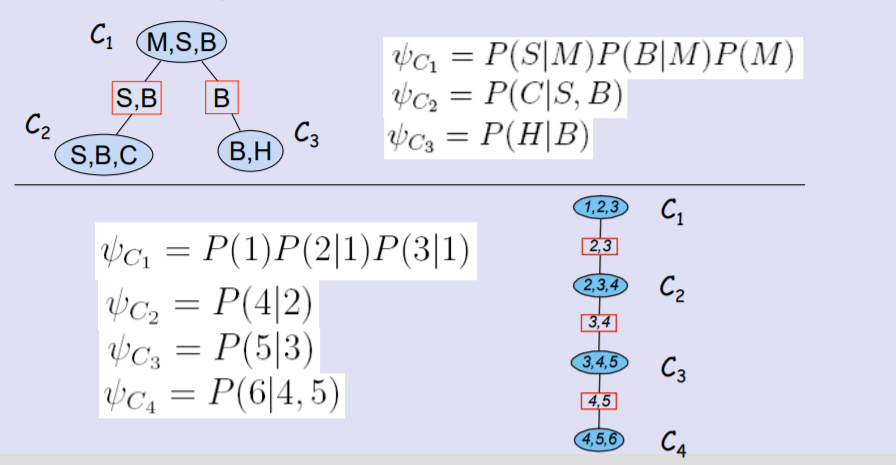 C₁
M,S,B
S,B
B
C₂
S,B,C
B,H
C₃
ψC₁ = P(S|M)P(B|M)P(M)
ψC₂ = P(C|S, B)
ψC₃ = P(H|B)
ψC₁ = P(1)P(2|1)P(3|1)
ψC₂ = P(4|2)
ψC₃ = P(5|3)
ψC₄ = P(6|4, 5)
1,2,3
C₁
2,3
2,3,4
C₂
3,4
3,4,5
C₃
4,5
4,5,6
C₄